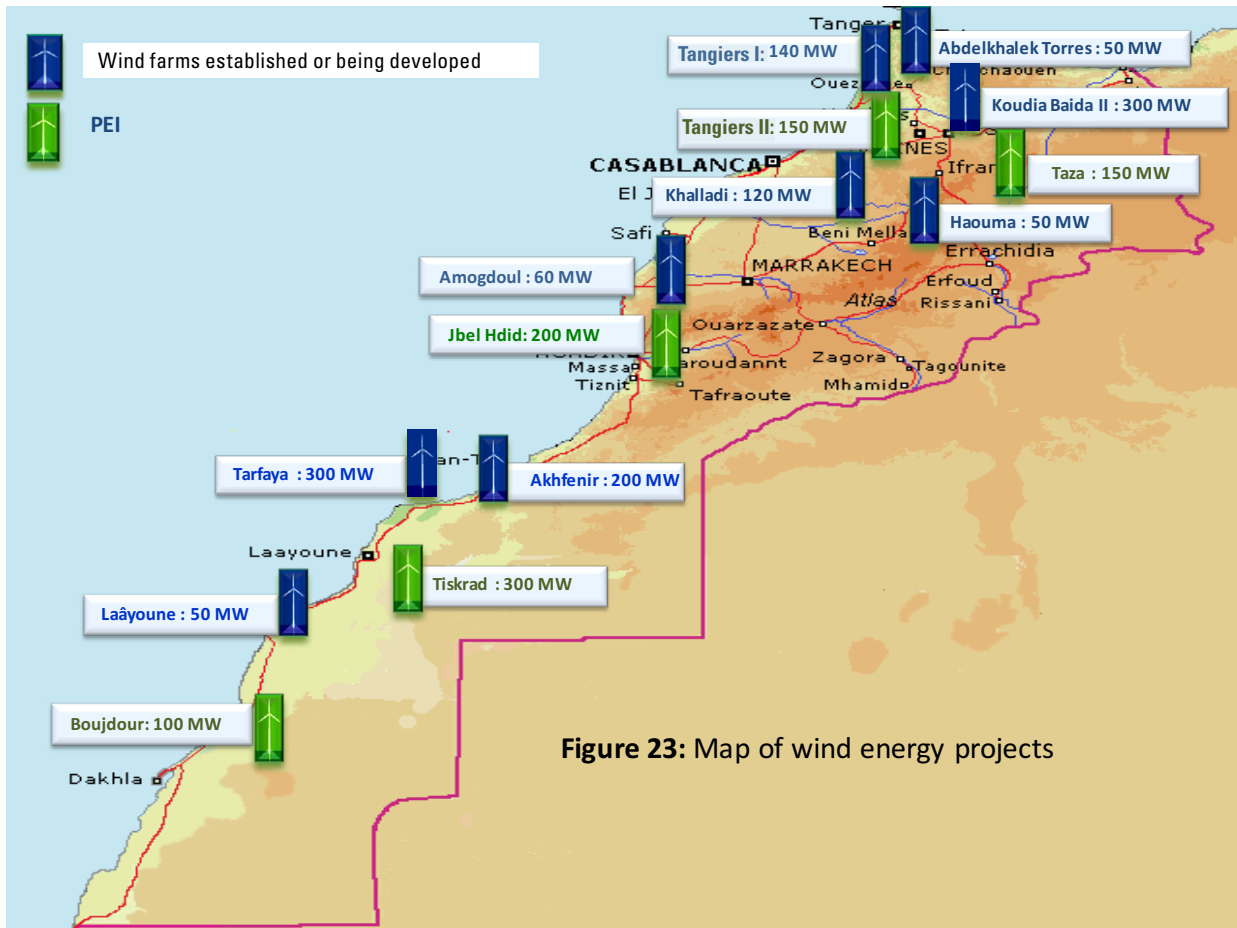 Tanger
Tangiers I: 140 MW
Abdelkhalek Torres : 50 MW
Wind farms established or being developed
Koudia Baida II : 300 MW
PEI
Tangiers II: 150 MW
CASABLANCA
Taza : 150 MW
Khalladi : 120 MW
Haouma : 50 MW
Safi
Beni Mella
Errachidia
MARRAKECH
Amogdoul : 60 MW
Erfoud
Atlas
Rissani
Ouarzazate
Jbel Hdid: 200 MW
Zagora
Massa
Tagounite
Tiznit
Mhamid
Tafraoute
Tarfaya : 300 MW
Akhfenir : 200 MW
Laayoune
Tiskrad : 300 MW
Laâyoune : 50 MW
Boujdour: 100 MW
Figure 23: Map of wind energy projects
Dakhla